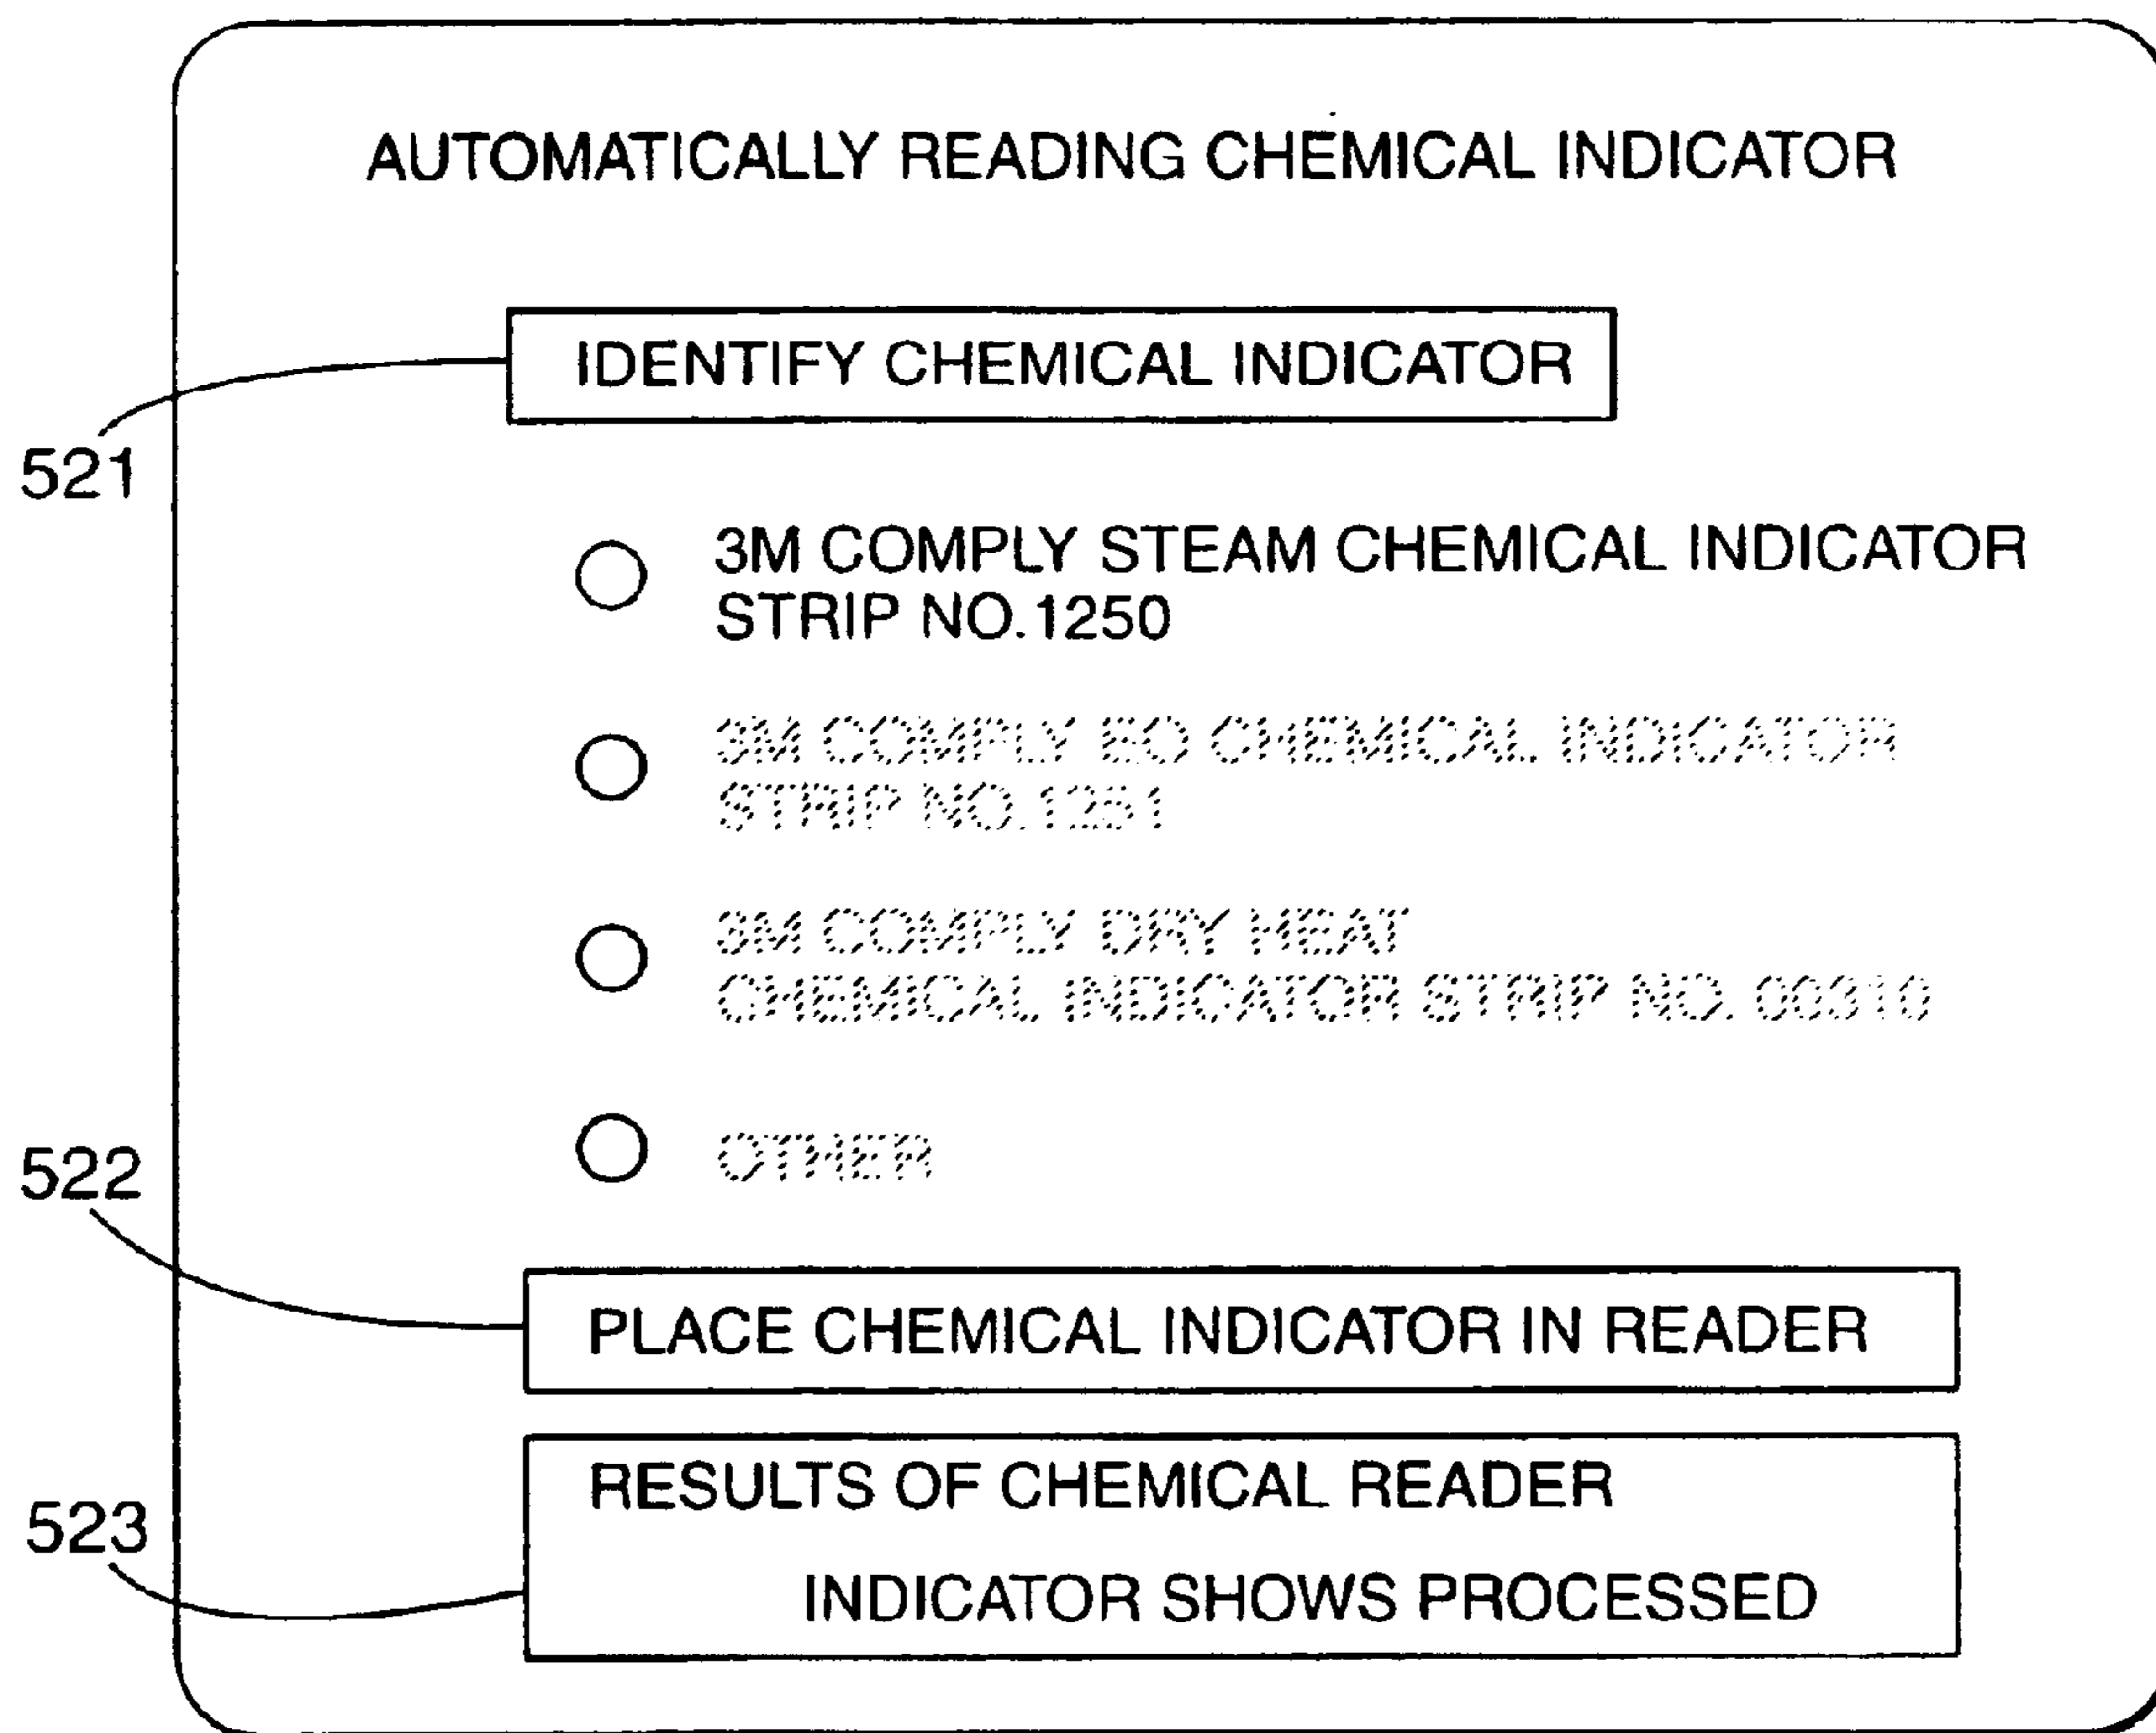 AUTOMATICALLY READING CHEMICAL INDICATOR
IDENTIFY CHEMICAL INDICATOR
521
3M COMPLY STEAM CHEMICAL INDICATOR
STRIP NO.1250
3M COMPLY EO CHEMICAL INDICATOR
STRIP NO.1251
3M COMPLY DRY HEAT
CHEMICAL INDICATOR STRIP NO.
OTHER
522
PLACE CHEMICAL INDICATOR IN READER
RESULTS OF CHEMICAL READER
523
INDICATOR SHOWS PROCESSED